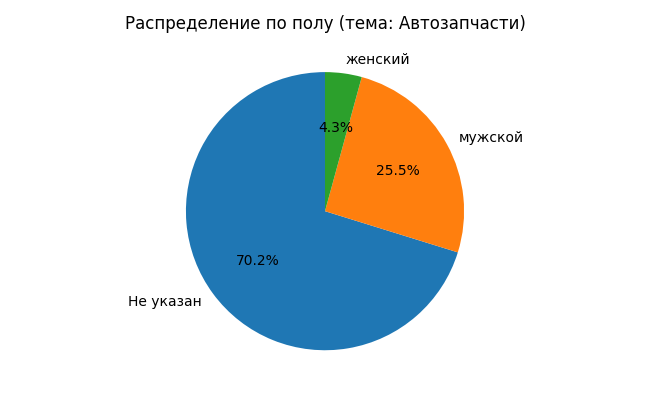 Распределение по полу (тема: Автозапчасти)
женский
4.3%
мужской
25.5%
70.2%
Не указан